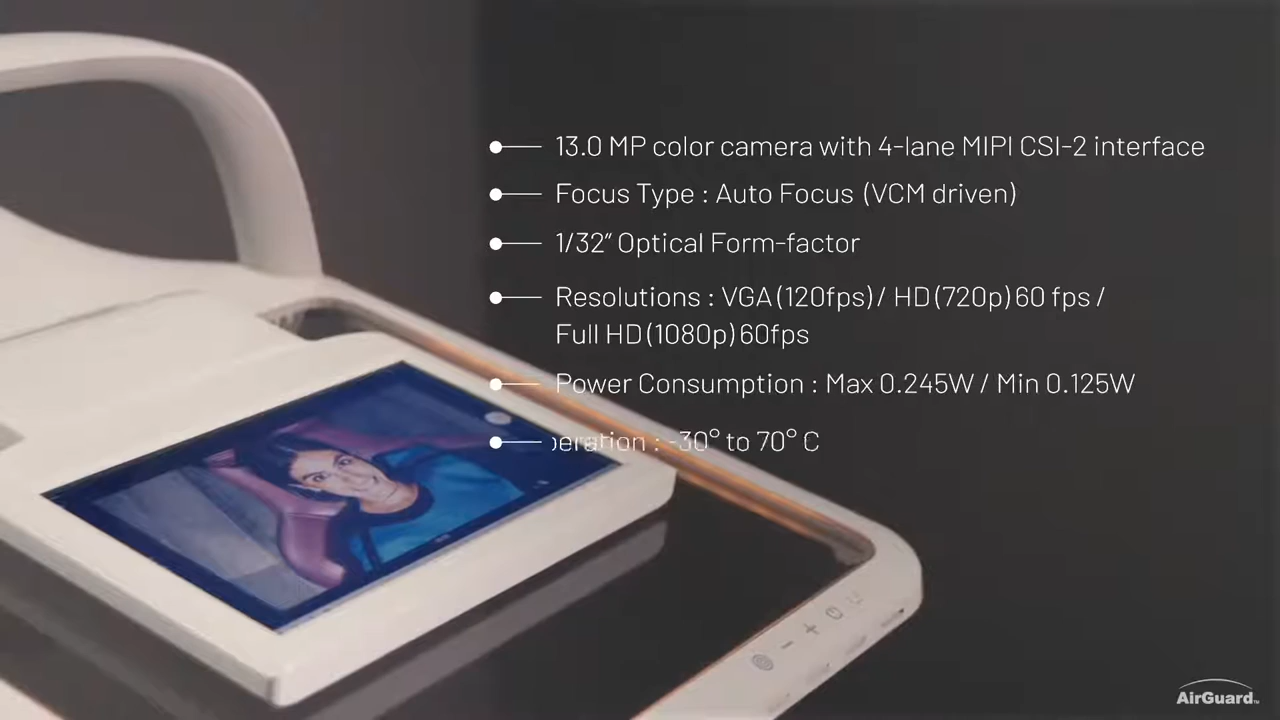 13.0 MP color camera with 4-lane MIPI CSI-2 interface
Focus Type : Auto Focus (VCM driven)
1/32" Optical Form-factor
Resolutions : VGA (120fps) / HD (720p) 60 fps /
Full HD (1080p) 60fps
Power Consumption : Max 0.245W / Min 0.125W
peration : -30° to 70° C
AirGuard™